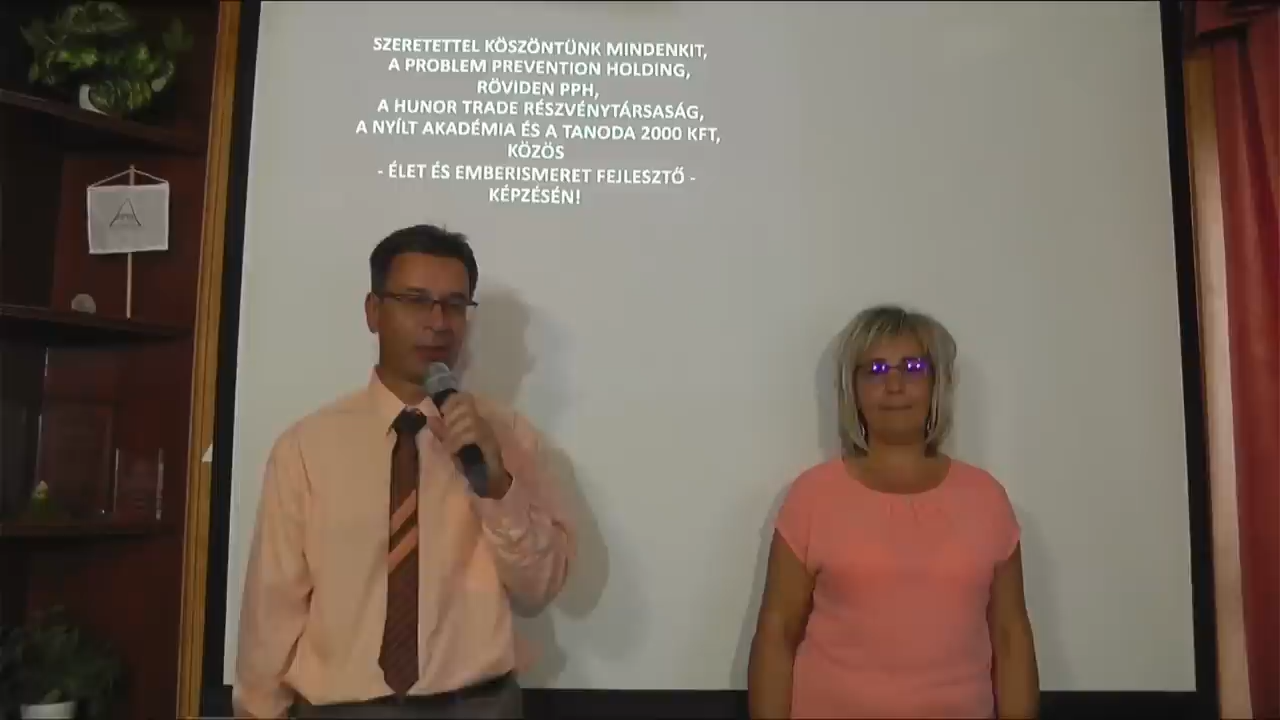 SZERETETTEL KÖSZÖNTÜNK MINDENKIT,
A PROBLEM PREVENTION HOLDING,
RÖVIDEN PPH,
A HUNOR TRADE RÉSZVÉNYTÁRSASÁG,
A NYÍLT AKADÉMIA ÉS A TANODA 2000 KFT,
KÖZÖS
- ÉLET ÉS EMBERISMERET FEJLESZTŐ -
KÉPZÉSÉN!